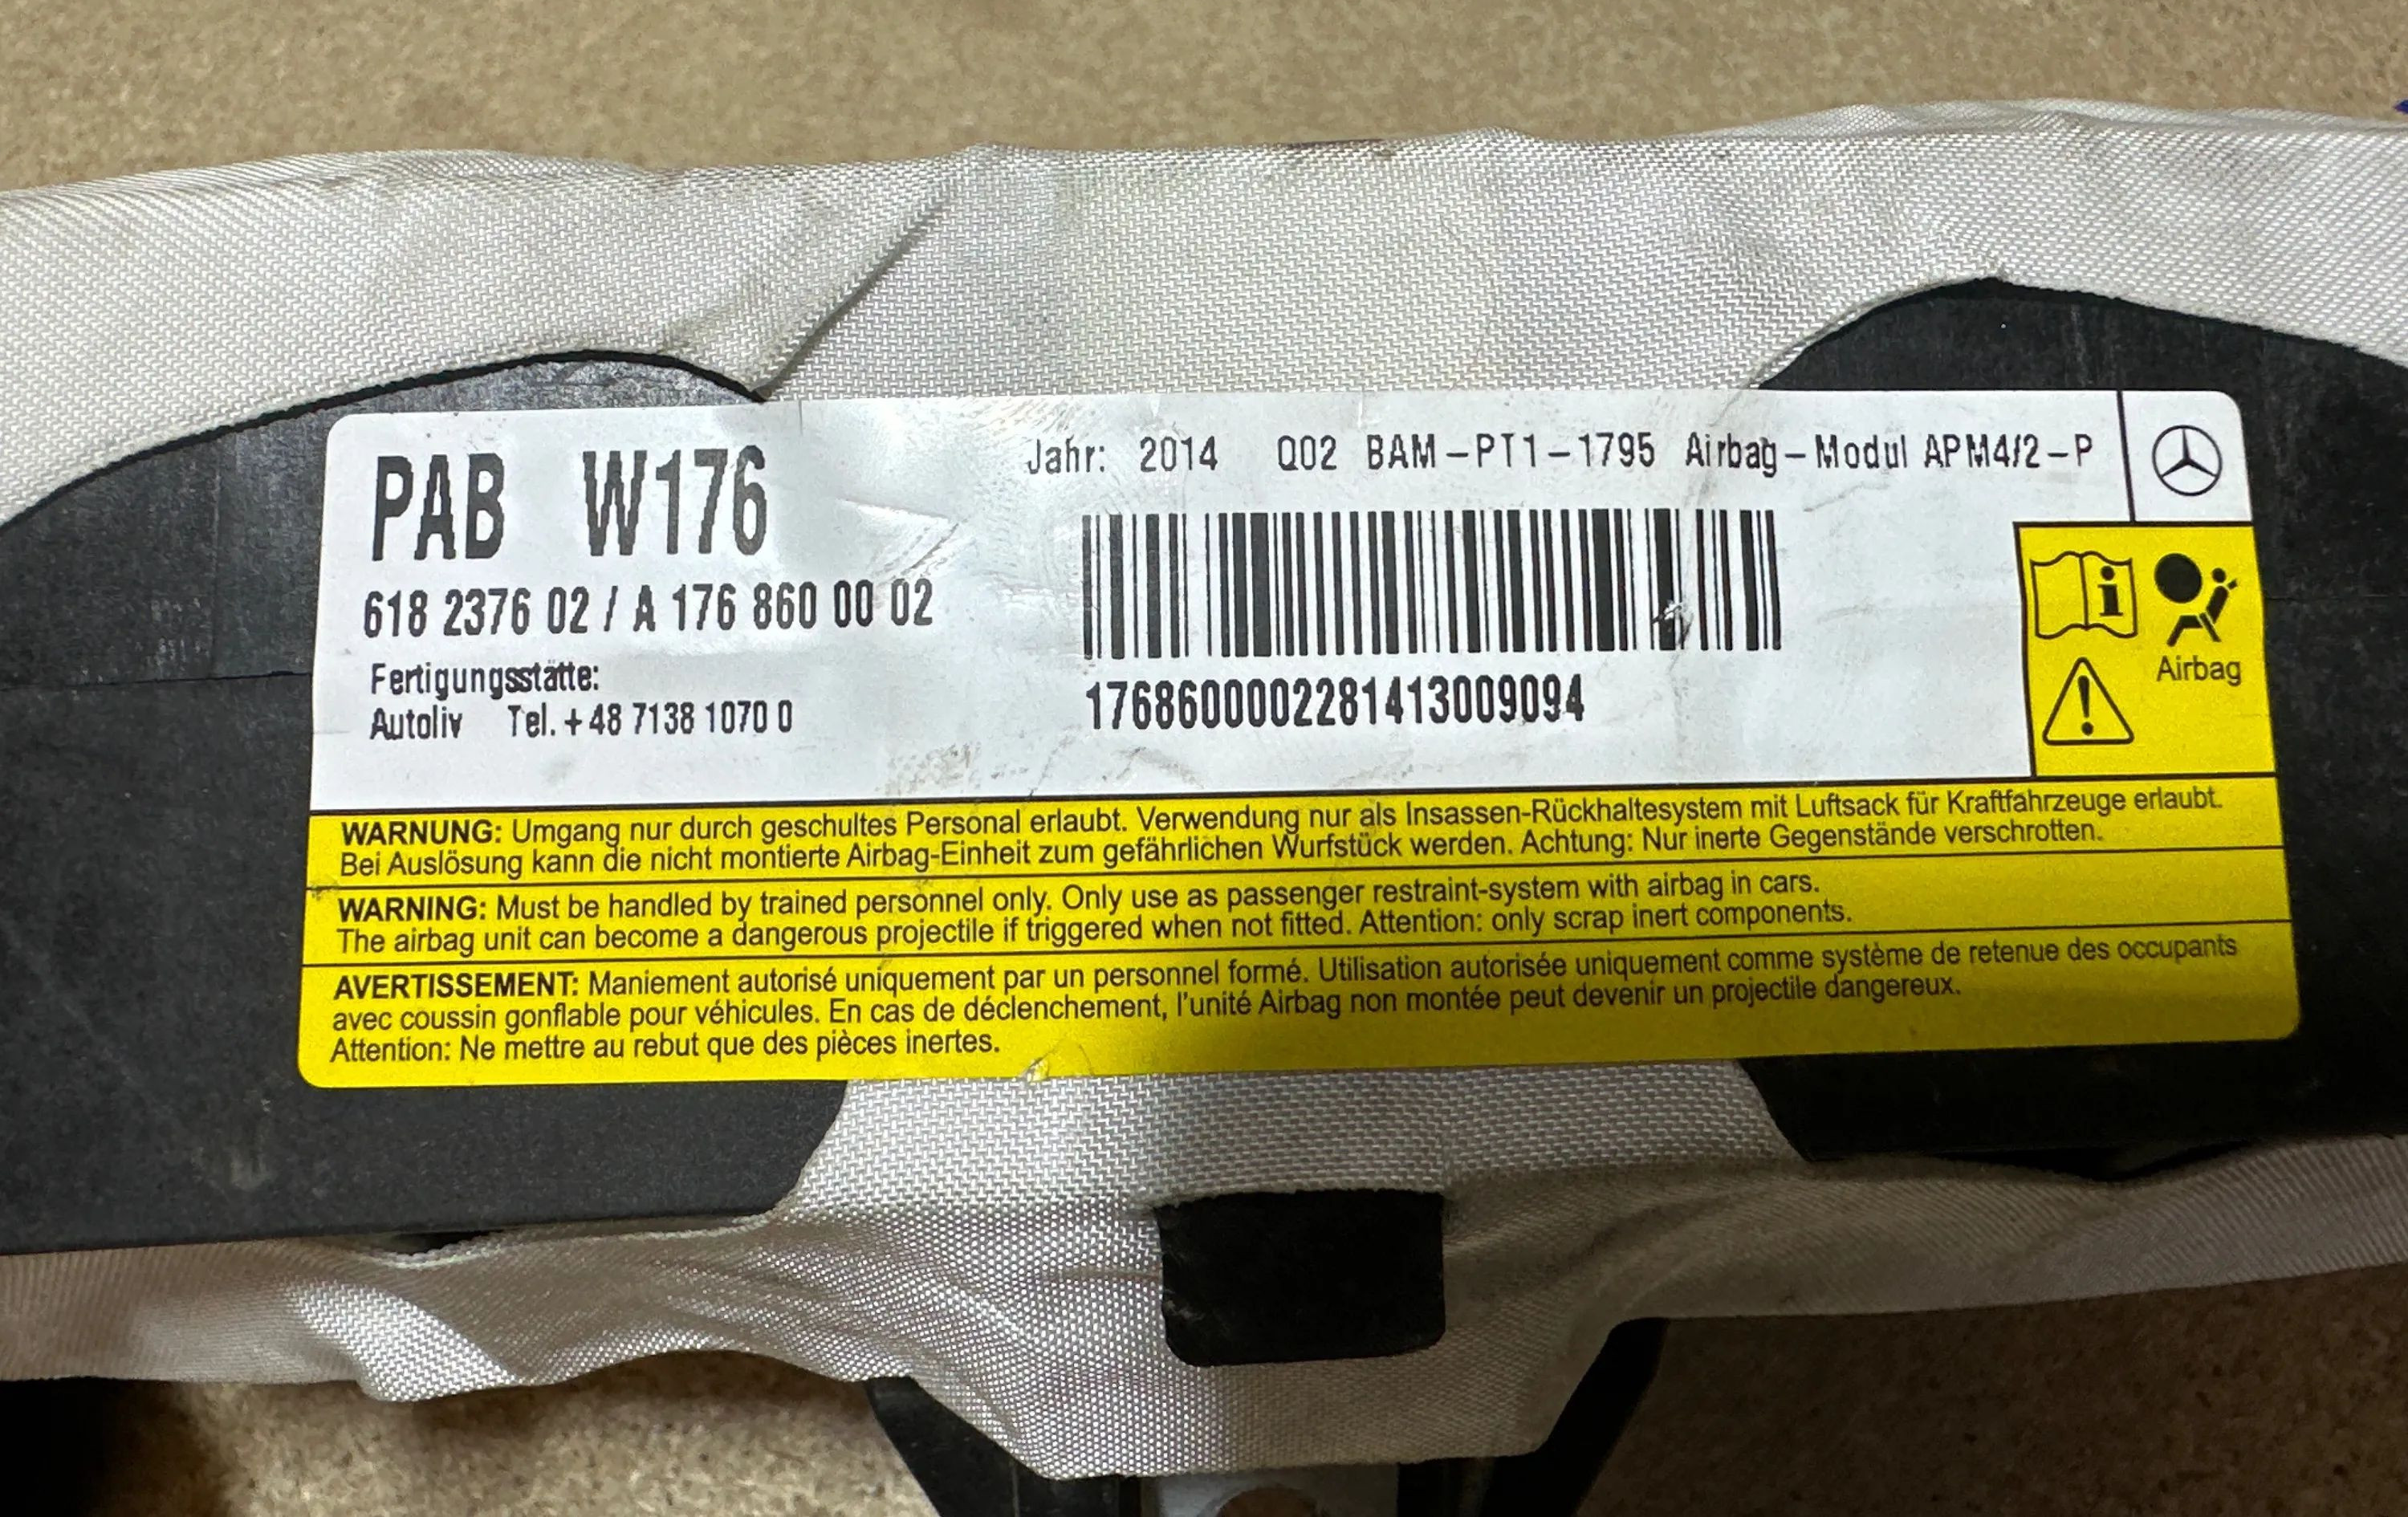 PAB W176
Jahr: 2014 Q02 BAM-PT1-1795 Airbag-Modul APM4/2-P
618 2376 02 / A 176 860 00 02
Fertigungsstätte:
Autoliv Tel. +48 7138 1070 0
1768600002281413009094
i
Airbag
!
WARNUNG: Umgang nur durch geschultes Personal erlaubt. Verwendung nur als Insassen-Rückhaltesystem mit Luftsack für Kraftfahrzeuge erlaubt.
Bei Auslösung kann die nicht montierte Airbag-Einheit zum gefährlichen Wurfstück werden. Achtung: Nur inerte Gegenstände verschrotten.
WARNING: Must be handled by trained personnel only. Only use as passenger restraint-system with airbag in cars.
The airbag unit can become a dangerous projectile if triggered when not fitted. Attention: only scrap inert components.
AVERTISSEMENT: Maniement autorisé uniquement par un personnel formé. Utilisation autorisée uniquement comme système de retenue des occupants
avec coussin gonflable pour véhicules. En cas de déclenchement, l'unité Airbag non montée peut devenir un projectile dangereux.
Attention: Ne mettre au rebut que des pièces inertes.